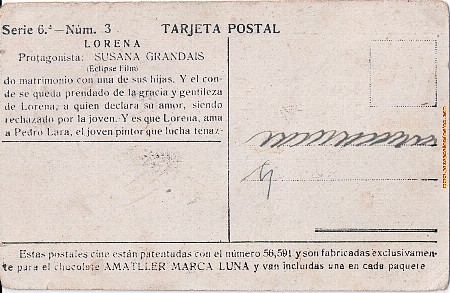 Serie 6.ª—Núm. 3 TARJETA POSTAL
LORENA
Protagonista: SUSANA GRANDAIS
(Eclipse Film)
do matrimonio con una de sus hijas. Y el con-
de se queda prendado de la gracia y gentileza
de Lorena, a quien declara su amor, siendo
rechazado por la joven. Y es que Lorena, ama
a Pedro Lara, el joven pintor que lucha tenaz-
Estas postales cine están patentadas con el número 56,591 y son fabricadas exclusivamen-
te para el chocolate AMATLLER MARCA LUNA y van incluidas una en cada paquete